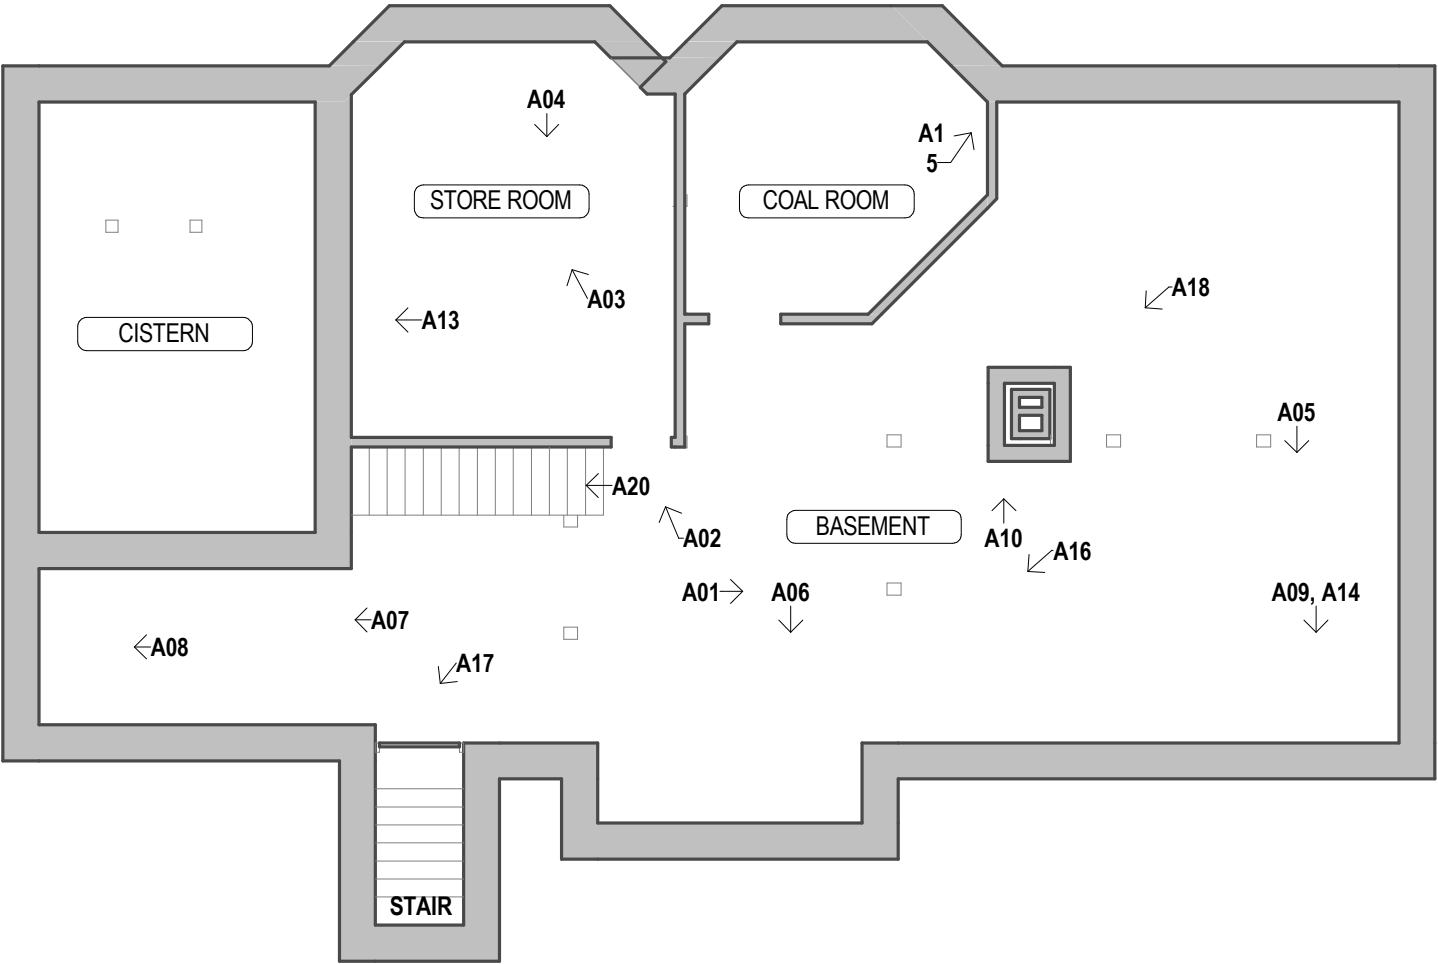 A04
A1
5
STORE ROOM
COAL ROOM
A03
A18
A13
CISTERN
A05
A20
BASEMENT
A02
A10
A16
A01
A06
A09, A14
A07
A08
A17
STAIR